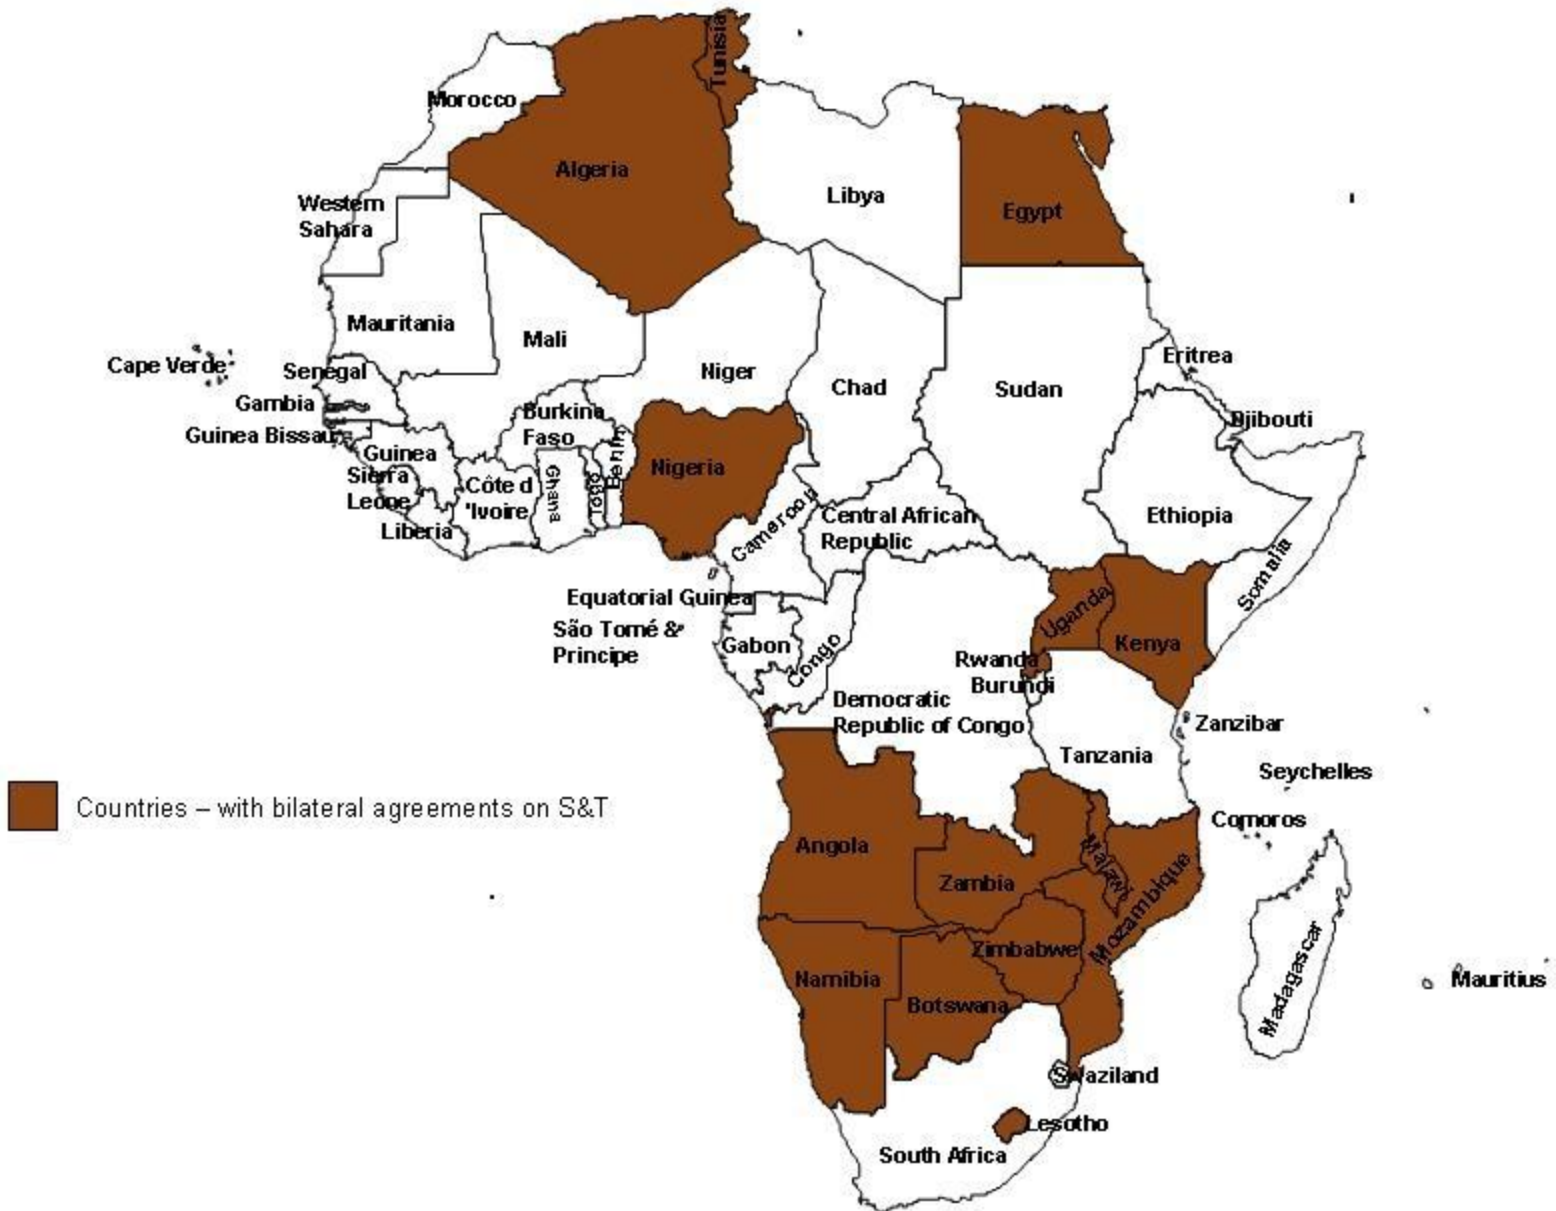 Tunisia
Morocco
Algeria
Libya
Egypt
Western
Sahara
Mauritania
Mali
Niger
Chad
Sudan
Eritrea
Cape Verde
Senegal
Gambia
Guinea Bissau
Burkina
Faso
Djibouti
Guinea
Sierra
Leone
Liberia
Côte d
'Ivoire
Ghana
Togo
Benin
Nigeria
Cameroon
Central African
Republic
Ethiopia
Somalia
Equatorial Guinea
São Tomé &
Principe
Gabon
Congo
Uganda
Kenya
Rwanda
Burundi
Democratic
Republic of Congo
Zanzibar
Tanzania
Seychelles
Countries – with bilateral agreements on S&T
Comoros
Angola
Malawi
Zambia
Mozambique
Zimbabwe
Namibia
Botswana
Madagascar
Mauritius
Swaziland
Lesotho
South Africa